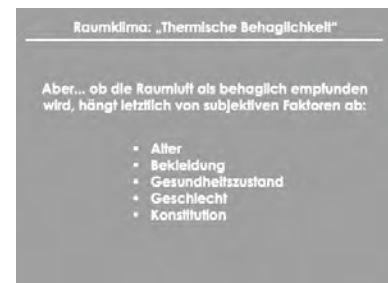 Raumklima: „Thermische Behaglichkeit“
Aber... ob die Raumluft als behaglich empfunden
wird, hängt letztlich von subjektiven Faktoren ab:
• Alter
• Bekleidung
• Gesundheitszustand
• Geschlecht
• Konstitution